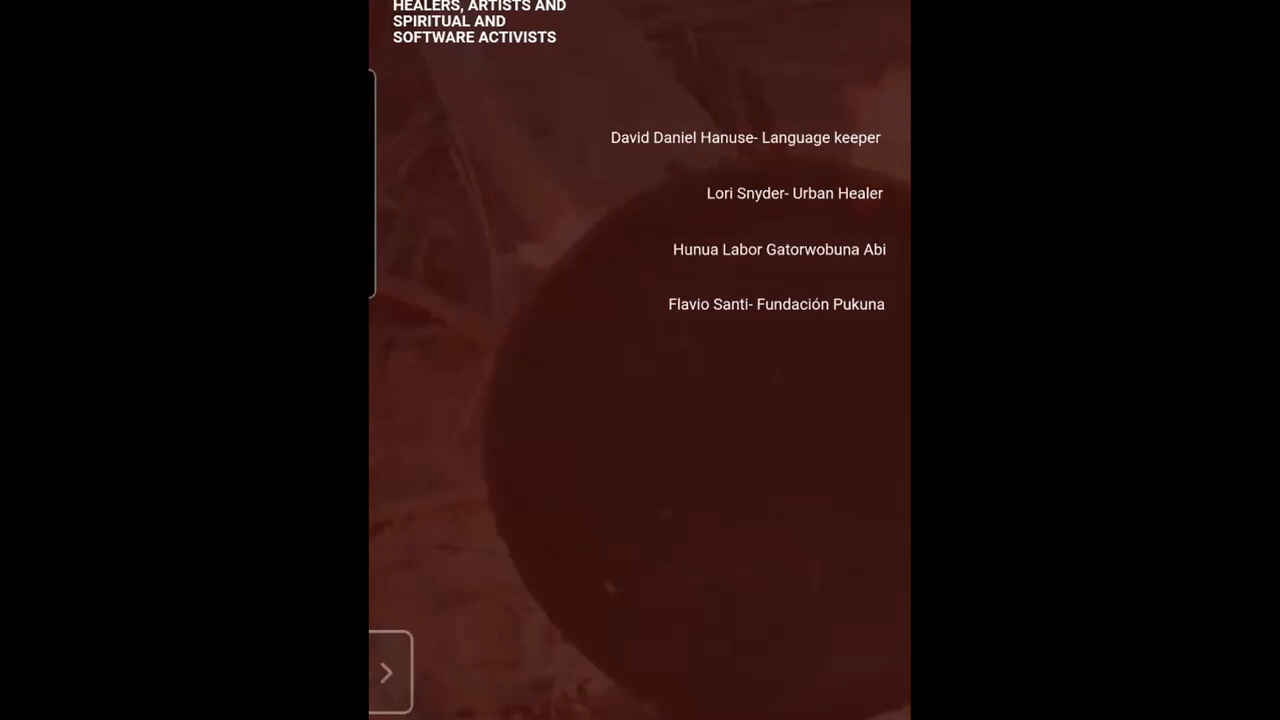 HEALERS, ARTISTS AND
SPIRITUAL AND
SOFTWARE ACTIVISTS
David Daniel Hanuse- Language keeper
Lori Snyder- Urban Healer
Hunua Labor Gatorwobuna Abi
Flavio Santi- Fundación Pukuna